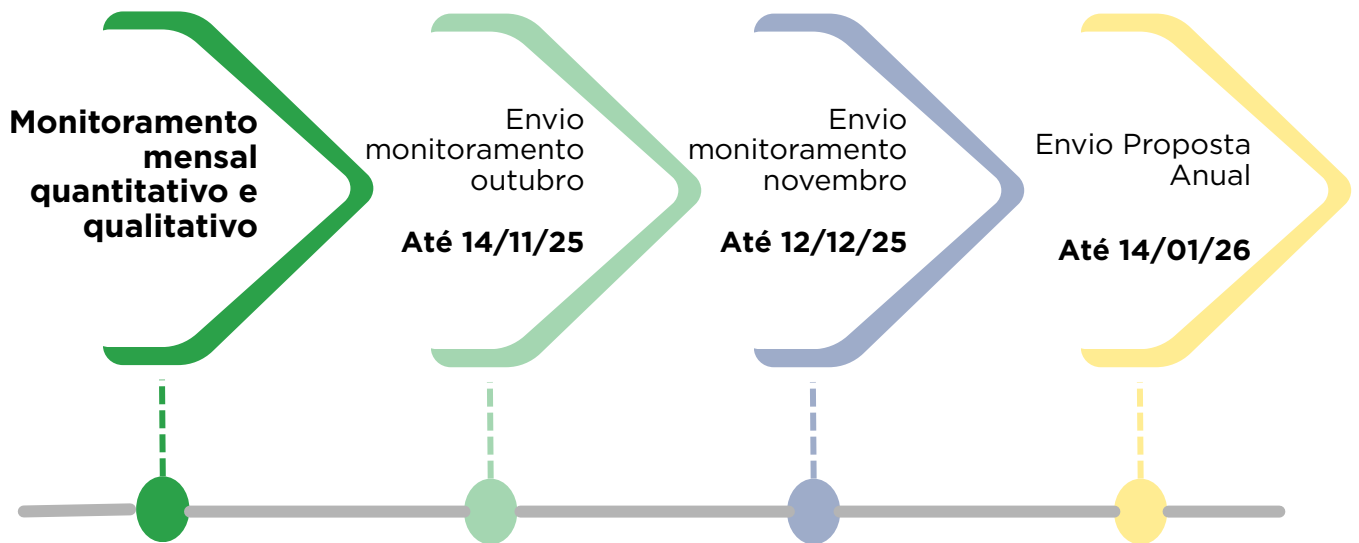 Monitoramento
mensal
quantitativo e
qualitativo
Envio
monitoramento
outubro
Até 14/11/25
Envio
monitoramento
novembro
Até 12/12/25
Envio Proposta
Anual
Até 14/01/26